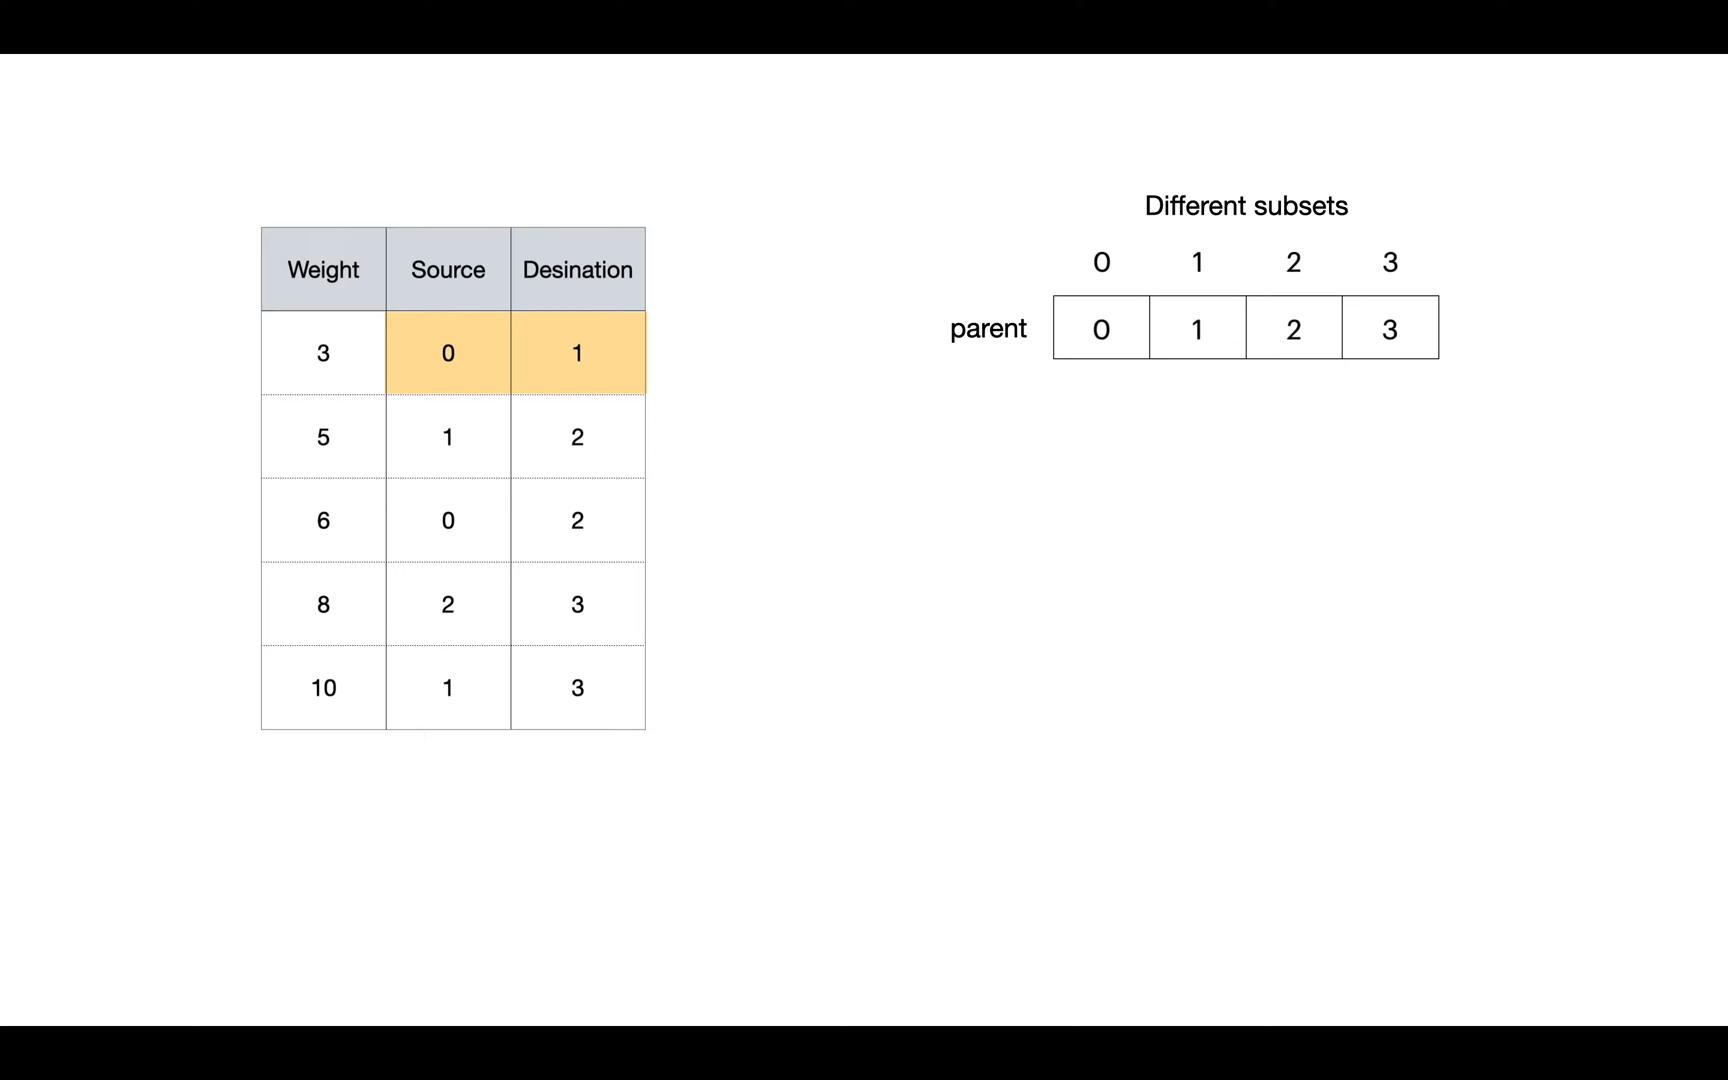 Weight Source Desination
3 0 1
5 1 2
6 0 2
8 2 3
10 1 3
Different subsets
0 1 2 3
parent 0 1 2 3